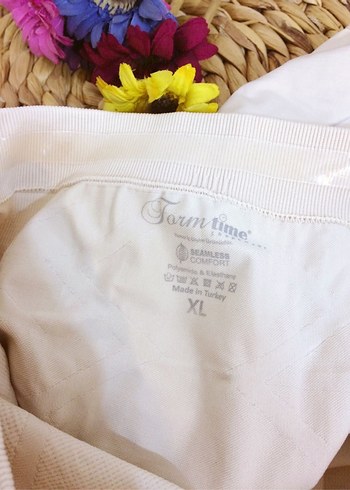 Form time
SEAMLESS
COMFORT
Polyamide & Elasthane
Made in Turkey
XL